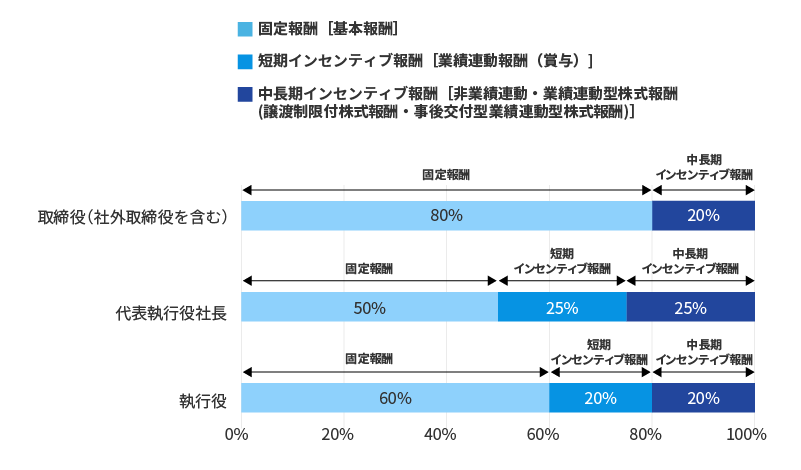 固定報酬［基本報酬］
短期インセンティブ報酬［業績連動報酬（賞与）］
中長期インセンティブ報酬［非業績連動・業績連動型株式報酬
(譲渡制限付株式報酬・事後交付型業績連動型株式報酬)］
固定報酬
中長期
インセンティブ報酬
取締役（社外取締役を含む）
80%
20%
固定報酬
短期
インセンティブ報酬
中長期
インセンティブ報酬
代表執行役社長
50%
25%
25%
固定報酬
短期
インセンティブ報酬
中長期
インセンティブ報酬
執行役
60%
20%
20%
0%
20%
40%
60%
80%
100%